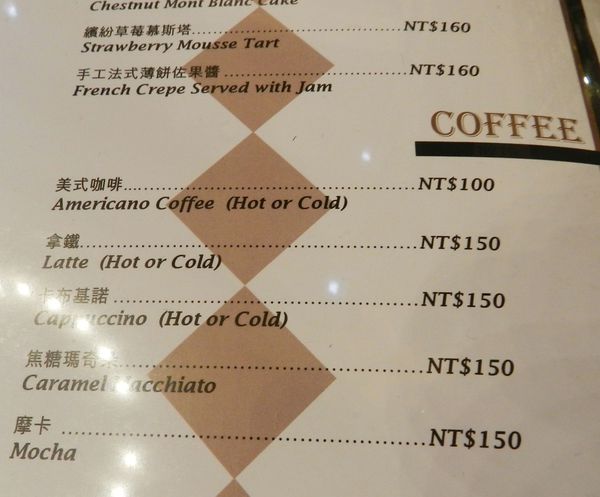 Chestnut Mont Blanc Cake
繽紛草莓慕斯塔 NT$160
Strawberry Mousse Tart
手工法式薄餅佐果醬 NT$160
French Crepe Served with Jam
COFFEE
美式咖啡 NT$100
Americano Coffee (Hot or Cold)
拿鐵 NT$150
Latte (Hot or Cold)
卡布基諾 NT$150
Cappuccino (Hot or Cold)
焦糖瑪奇朵 NT$150
Caramel Macchiato
摩卡 NT$150
Mocha